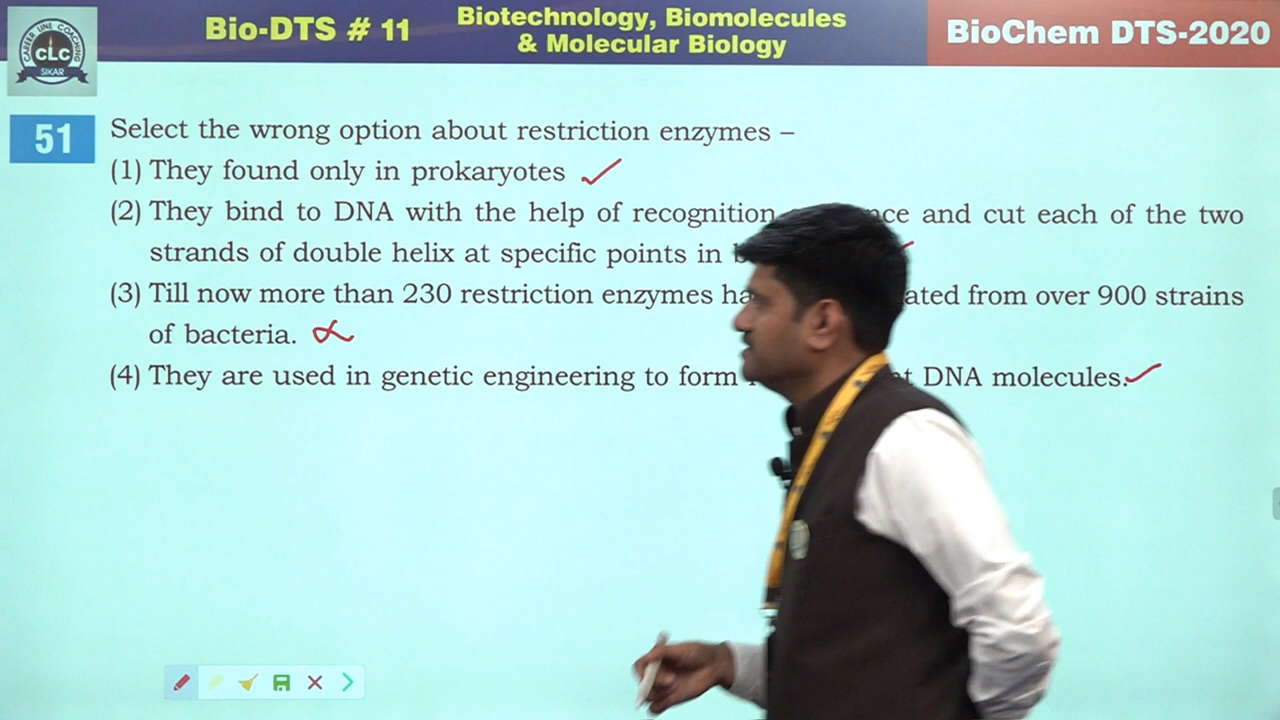 CAREER LINE COACHING
CLC
SIKAR
Bio-DTS # 11
Biotechnology, Biomolecules
& Molecular Biology
BioChem DTS-2020
51 Select the wrong option about restriction enzymes –
(1) They found only in prokaryotes
(2) They bind to DNA with the help of recognition and cut each of the two
strands of double helix at specific points in
(3) Till now more than 230 restriction enzymes from over 900 strains
of bacteria.
(4) They are used in genetic engineering to form DNA molecules.